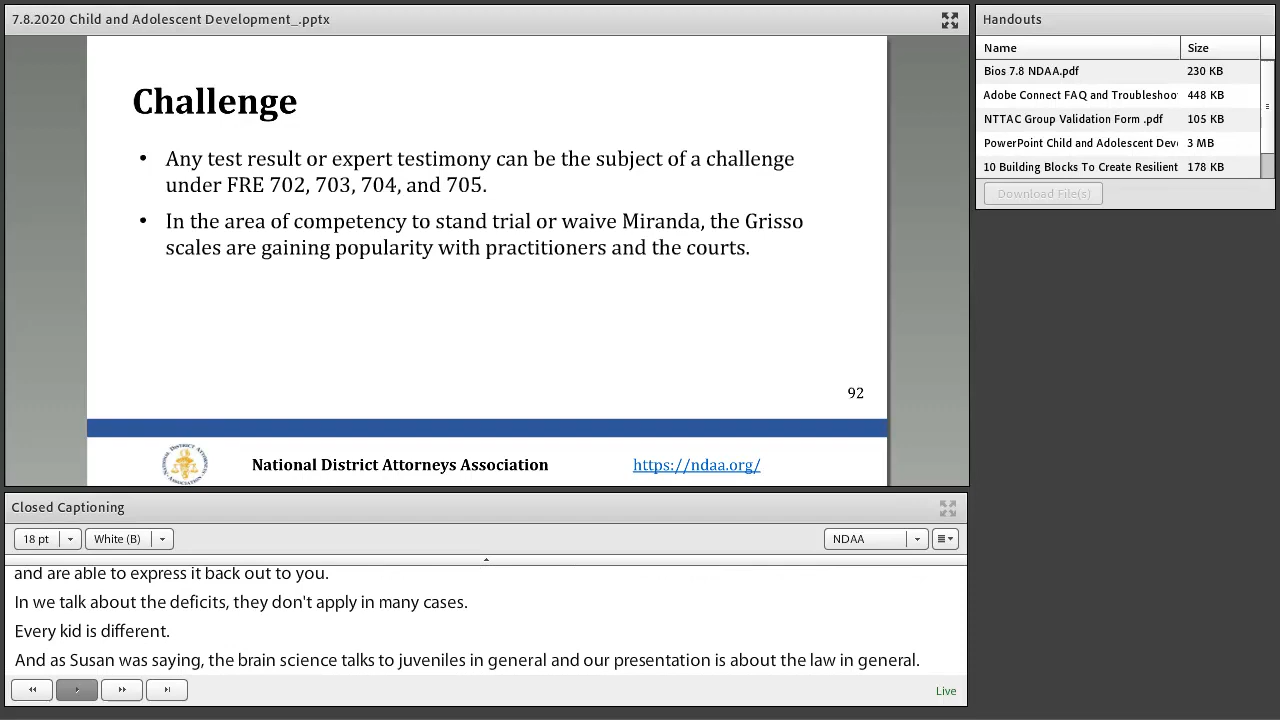 7.8.2020 Child and Adolescent Development_.pptx
Challenge
• Any test result or expert testimony can be the subject of a challenge
under FRE 702, 703, 704, and 705.
• In the area of competency to stand trial or waive Miranda, the Grisso
scales are gaining popularity with practitioners and the courts.
92
National District Attorneys Association
https://ndaa.org/
Handouts
Name Size
Bios 7.8 NDAA.pdf 230 KB
Adobe Connect FAQ and Troubleshoo 448 KB
NTTAC Group Validation Form .pdf 105 KB
PowerPoint Child and Adolescent Dev 3 MB
10 Building Blocks To Create Resilient 178 KB
Download File(s)
Closed Captioning
18 pt White (B) NDAA
and are able to express it back out to you.
In we talk about the deficits, they don't apply in many cases.
Every kid is different.
And as Susan was saying, the brain science talks to juveniles in general and our presentation is about the law in general.
Live